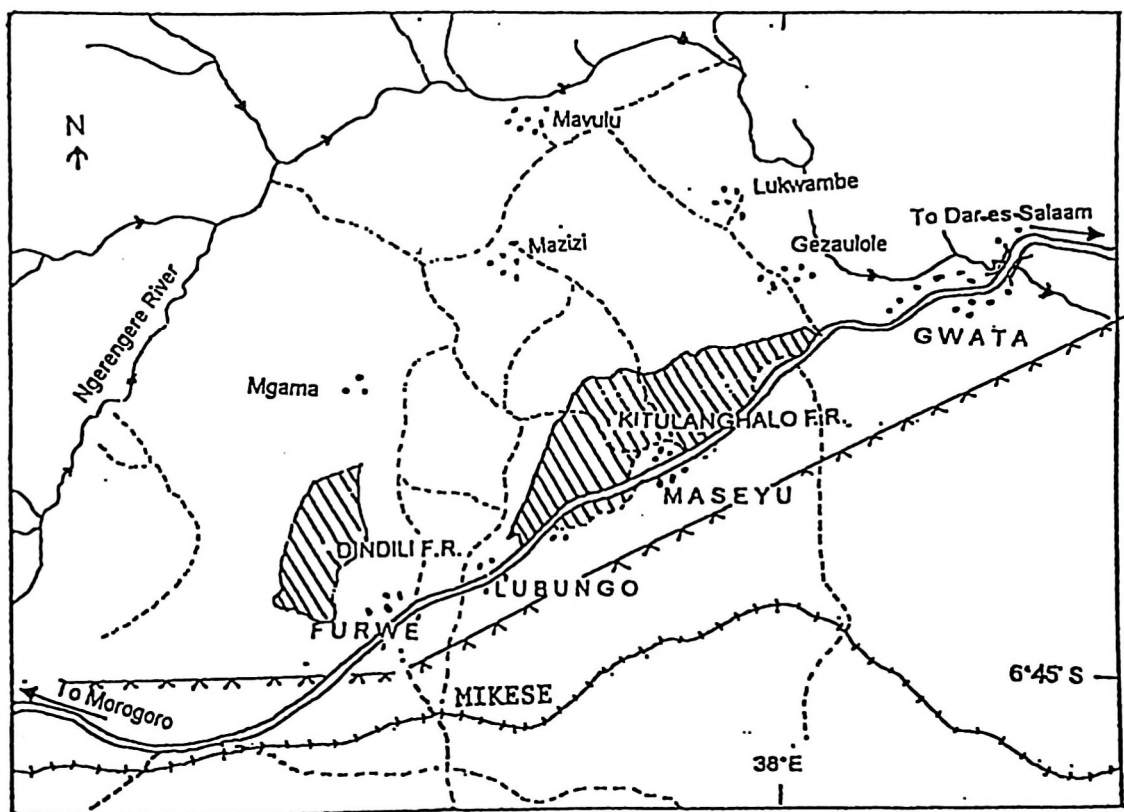 N
Mavulu
Lukwambe
To Dar-es-Salaam
Mazizi
Gezaulole
Ngerengere River
GWATA
Mgama
KITULANGHALO F.R.
MASEYU
DINDILI F.R.
LUBUNGO
FURWE
6°45' S
To Morogoro
MIKESE
38°E